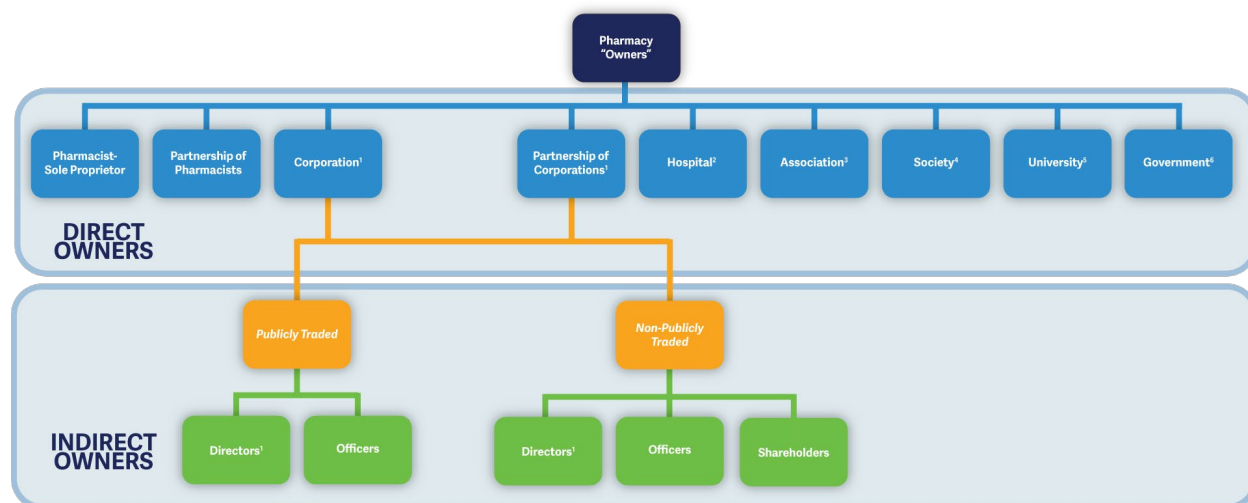 Pharmacy
“Owners”
Pharmacist-
Sole Proprietor
Partnership of
Pharmacists
Corporation¹
Partnership of
Corporations¹
Hospital²
Association³
Society⁴
University⁵
Government⁶
DIRECT
OWNERS
Publicly Traded
Non-Publicly
Traded
INDIRECT
OWNERS
Directors¹
Officers
Directors¹
Officers
Shareholders